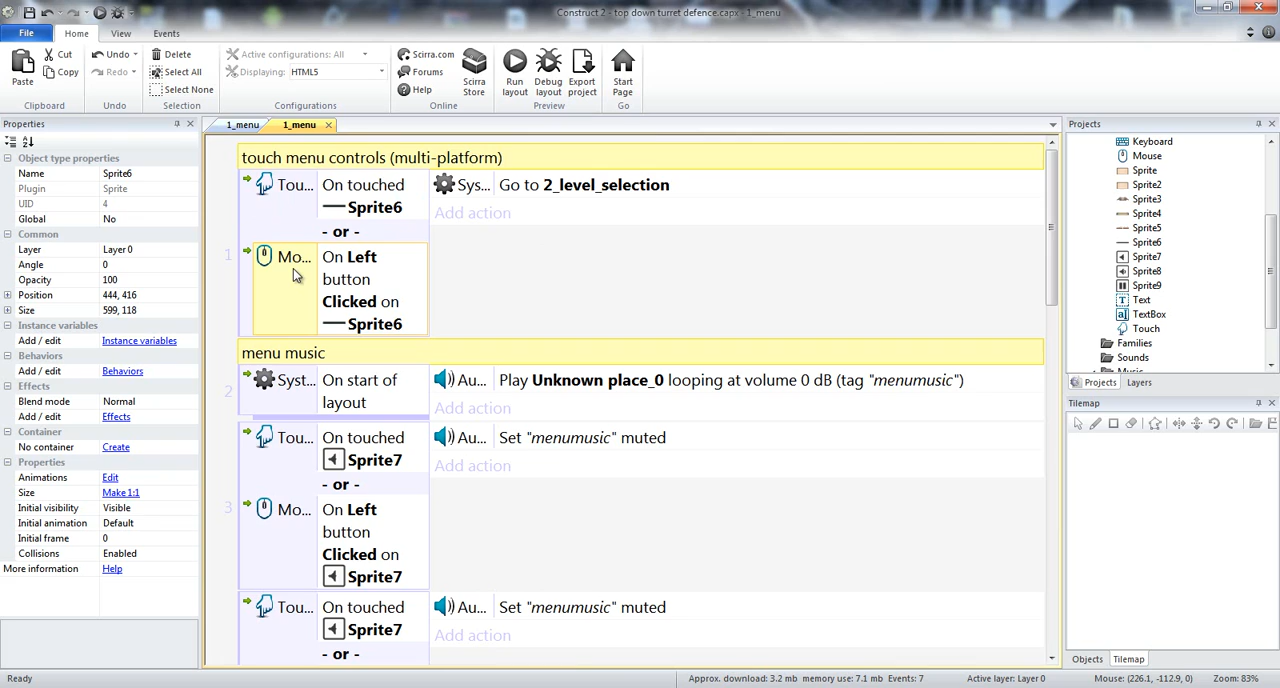 Construct 2 - top down turret defence.capx - 1_menu
File
Home
View
Events
Paste
Cut
Copy
Clipboard
Undo
Redo
Undo
Delete
Select All
Select None
Selection
Active configurations: All
Displaying: HTML5
Configurations
Scirra.com
Forums
Help
Scirra Store
Online
Run layout
Debug layout
Export project
Preview
Start Page
Go
Properties
Object type properties
Name Sprite6
Plugin Sprite
UID 4
Global No
Common
Layer Layer 0
Angle 0
Opacity 100
Position 444, 416
Size 599, 118
Instance variables
Add / edit Instance variables
Behaviors
Add / edit Behaviors
Effects
Blend mode Normal
Add / edit Effects
Container
No container Create
Properties
Animations Edit
Size Make 1:1
Initial visibility Visible
Initial animation Default
Initial frame 0
Collisions Enabled
More information Help
1_menu
1_menu
touch menu controls (multi-platform)
1
Tou... On touched
Sprite6
- or -
Mo... On Left
button
Clicked on
Sprite6
Sys... Go to 2_level_selection
Add action
menu music
2
Syst... On start of
layout
Au... Play Unknown place_0 looping at volume 0 dB (tag "menumusic")
Add action
3
Tou... On touched
Sprite7
- or -
Mo... On Left
button
Clicked on
Sprite7
Au... Set "menumusic" muted
Add action
Tou... On touched
Sprite7
- or -
Au... Set "menumusic" muted
Add action
Projects
Keyboard
Mouse
Sprite
Sprite2
Sprite3
Sprite4
Sprite5
Sprite6
Sprite7
Sprite8
Sprite9
Text
TextBox
Touch
Families
Sounds
Music
Projects
Layers
Tilemap
Objects
Tilemap
Ready
Approx. download: 3.2 mb memory use: 7.1 mb Events: 7
Active layer: Layer 0
Mouse: (226.1, -112.9, 0)
Zoom: 83%